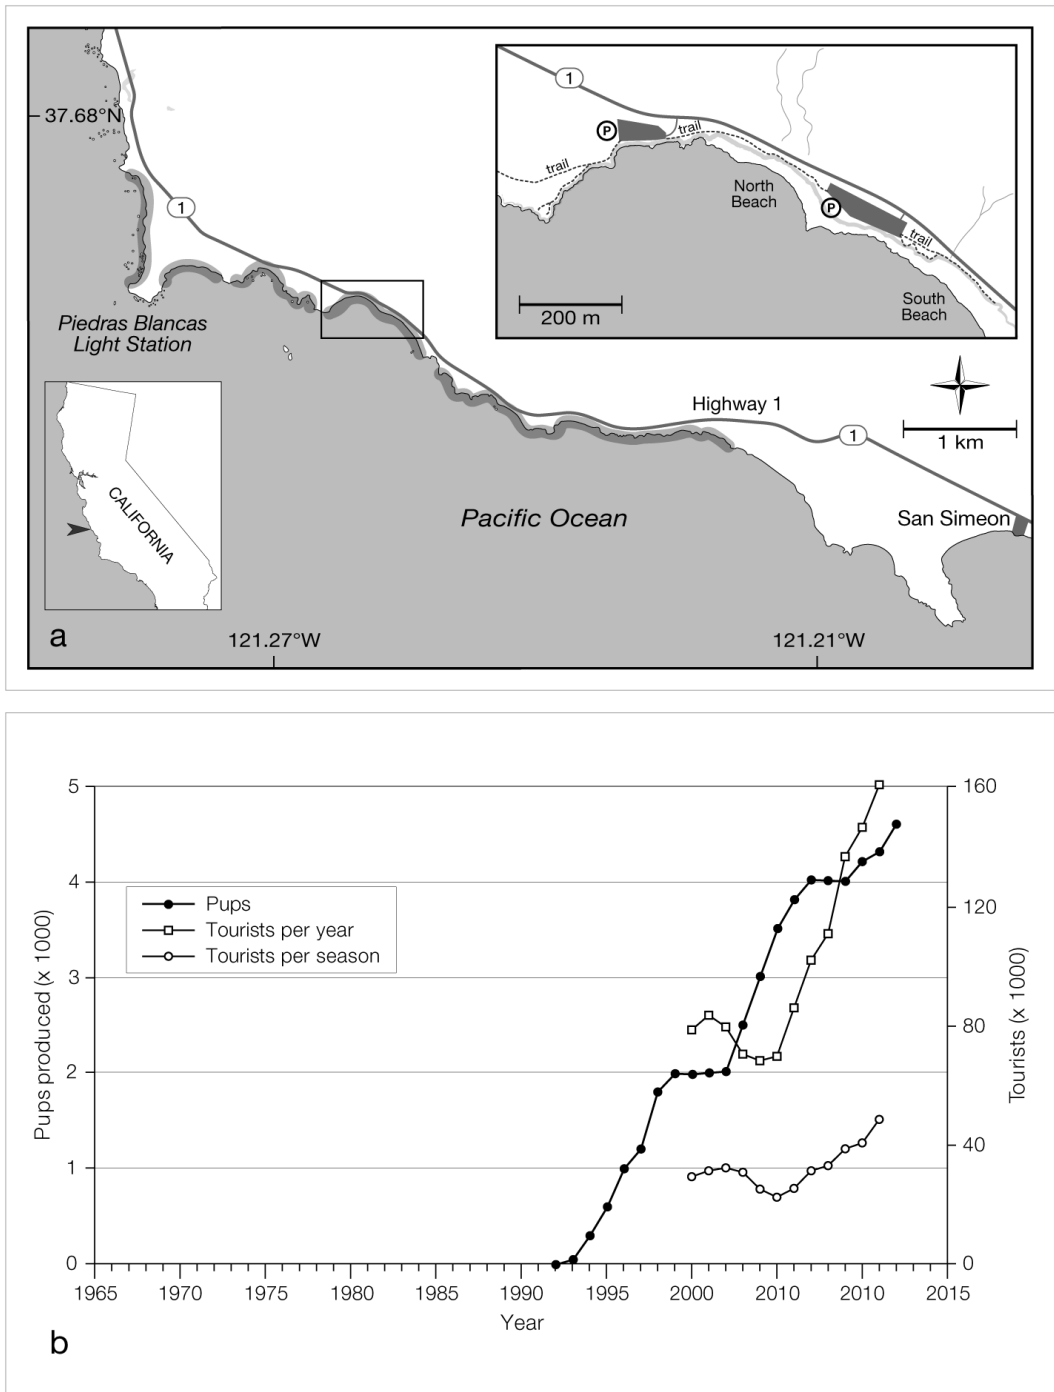 1
37.68°N
1
P
trail
trail
North
Beach
P
trail
200 m
South
Beach
Piedras Blancas
Light Station
Highway 1
1
1 km
CALIFORNIA
Pacific Ocean
San Simeon
a
121.27°W
121.21°W
5
160
4
120
3
80
2
40
1
0
0
Pups
Tourists per year
Tourists per season
Pups produced (x 1000)
Tourists (x 1000)
1965 1970 1975 1980 1985 1990 1995 2000 2010 2010 2015
Year
b